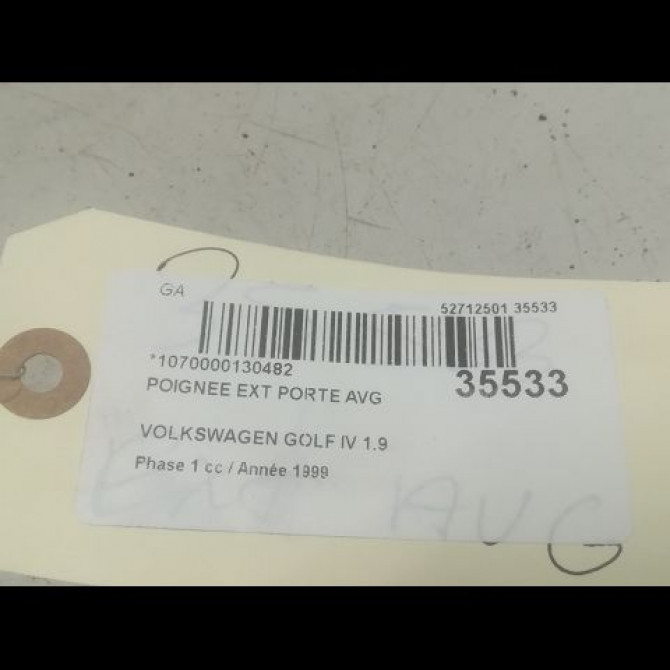 GA
52712501 35533
*1070000130482
35533
POIGNEE EXT PORTE AVG
VOLKSWAGEN GOLF IV 1.9
Phase 1 cc / Année 1999
AVG